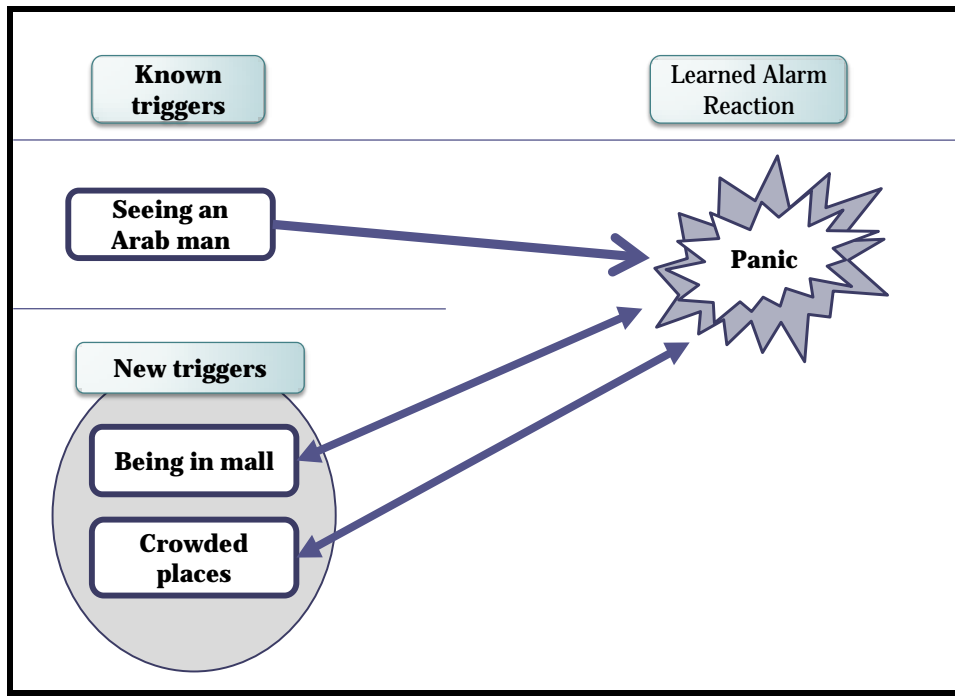 Known
triggers
Learned Alarm
Reaction
Seeing an
Arab man
Panic
New triggers
Being in mall
Crowded
places